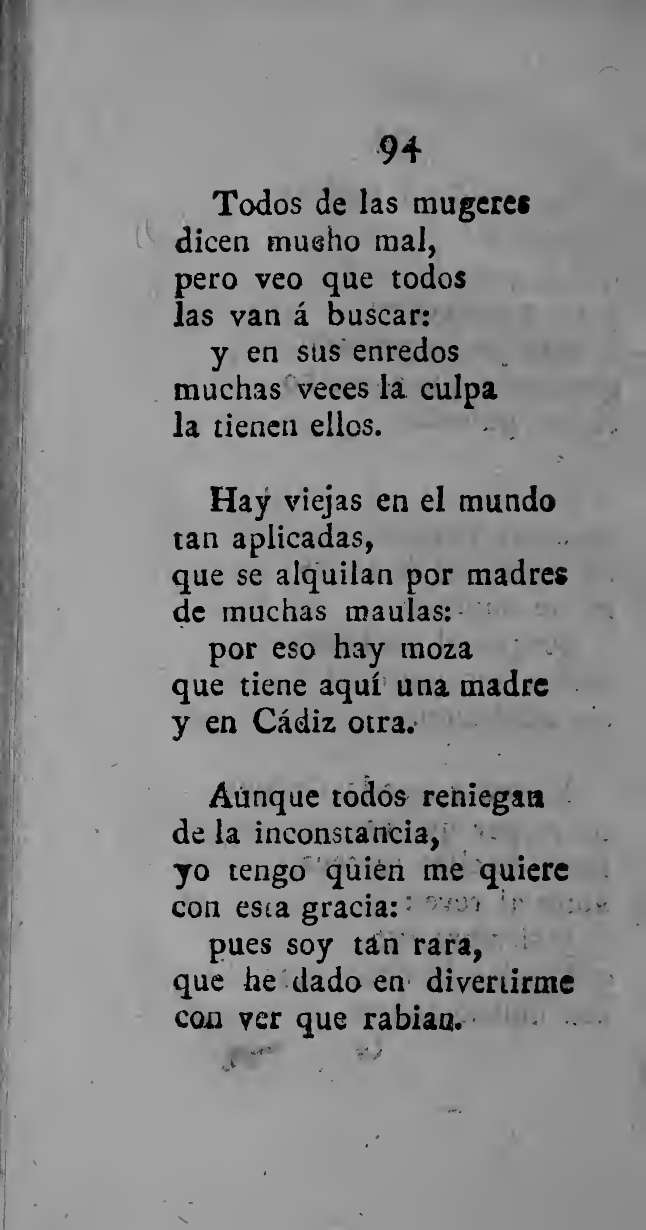 94
Todos de las mugeres
dicen mucho mal,
pero veo que todos
las van á buscar:
y en sus enredos
muchas veces la culpa
la tienen ellos.
Hay viejas en el mundo
tan aplicadas,
que se alquilan por madres
de muchas maulas:
por eso hay moza
que tiene aquí una madre
y en Cádiz otra.
Aunque todos reniegan
de la inconstancia,
yo tengo quien me quiere
con esta gracia:
pues soy tan rara,
que he dado en divertirme
con ver que rabian.